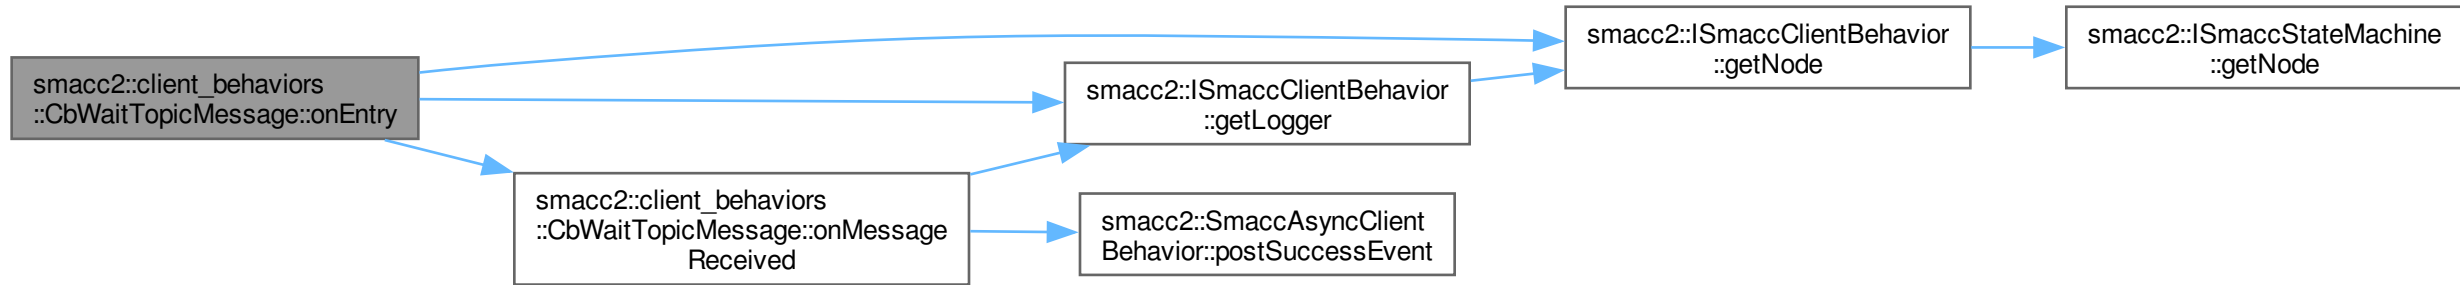 smacc2::client_behaviors
::CbWaitTopicMessage::onEntry
smacc2::client_behaviors
::CbWaitTopicMessage::onMessage
Received
smacc2::ISmaccClientBehavior
::getLogger
smacc2::SmaccAsyncClient
Behavior::postSuccessEvent
smacc2::ISmaccClientBehavior
::getNode
smacc2::ISmaccStateMachine
::getNode